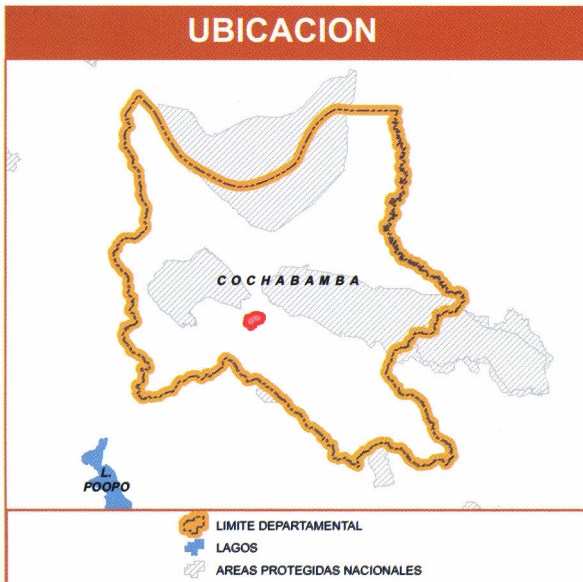 UBICACION
COCHABAMBA
L.
POOPO
LIMITE DEPARTAMENTAL
LAGOS
AREAS PROTEGIDAS NACIONALES